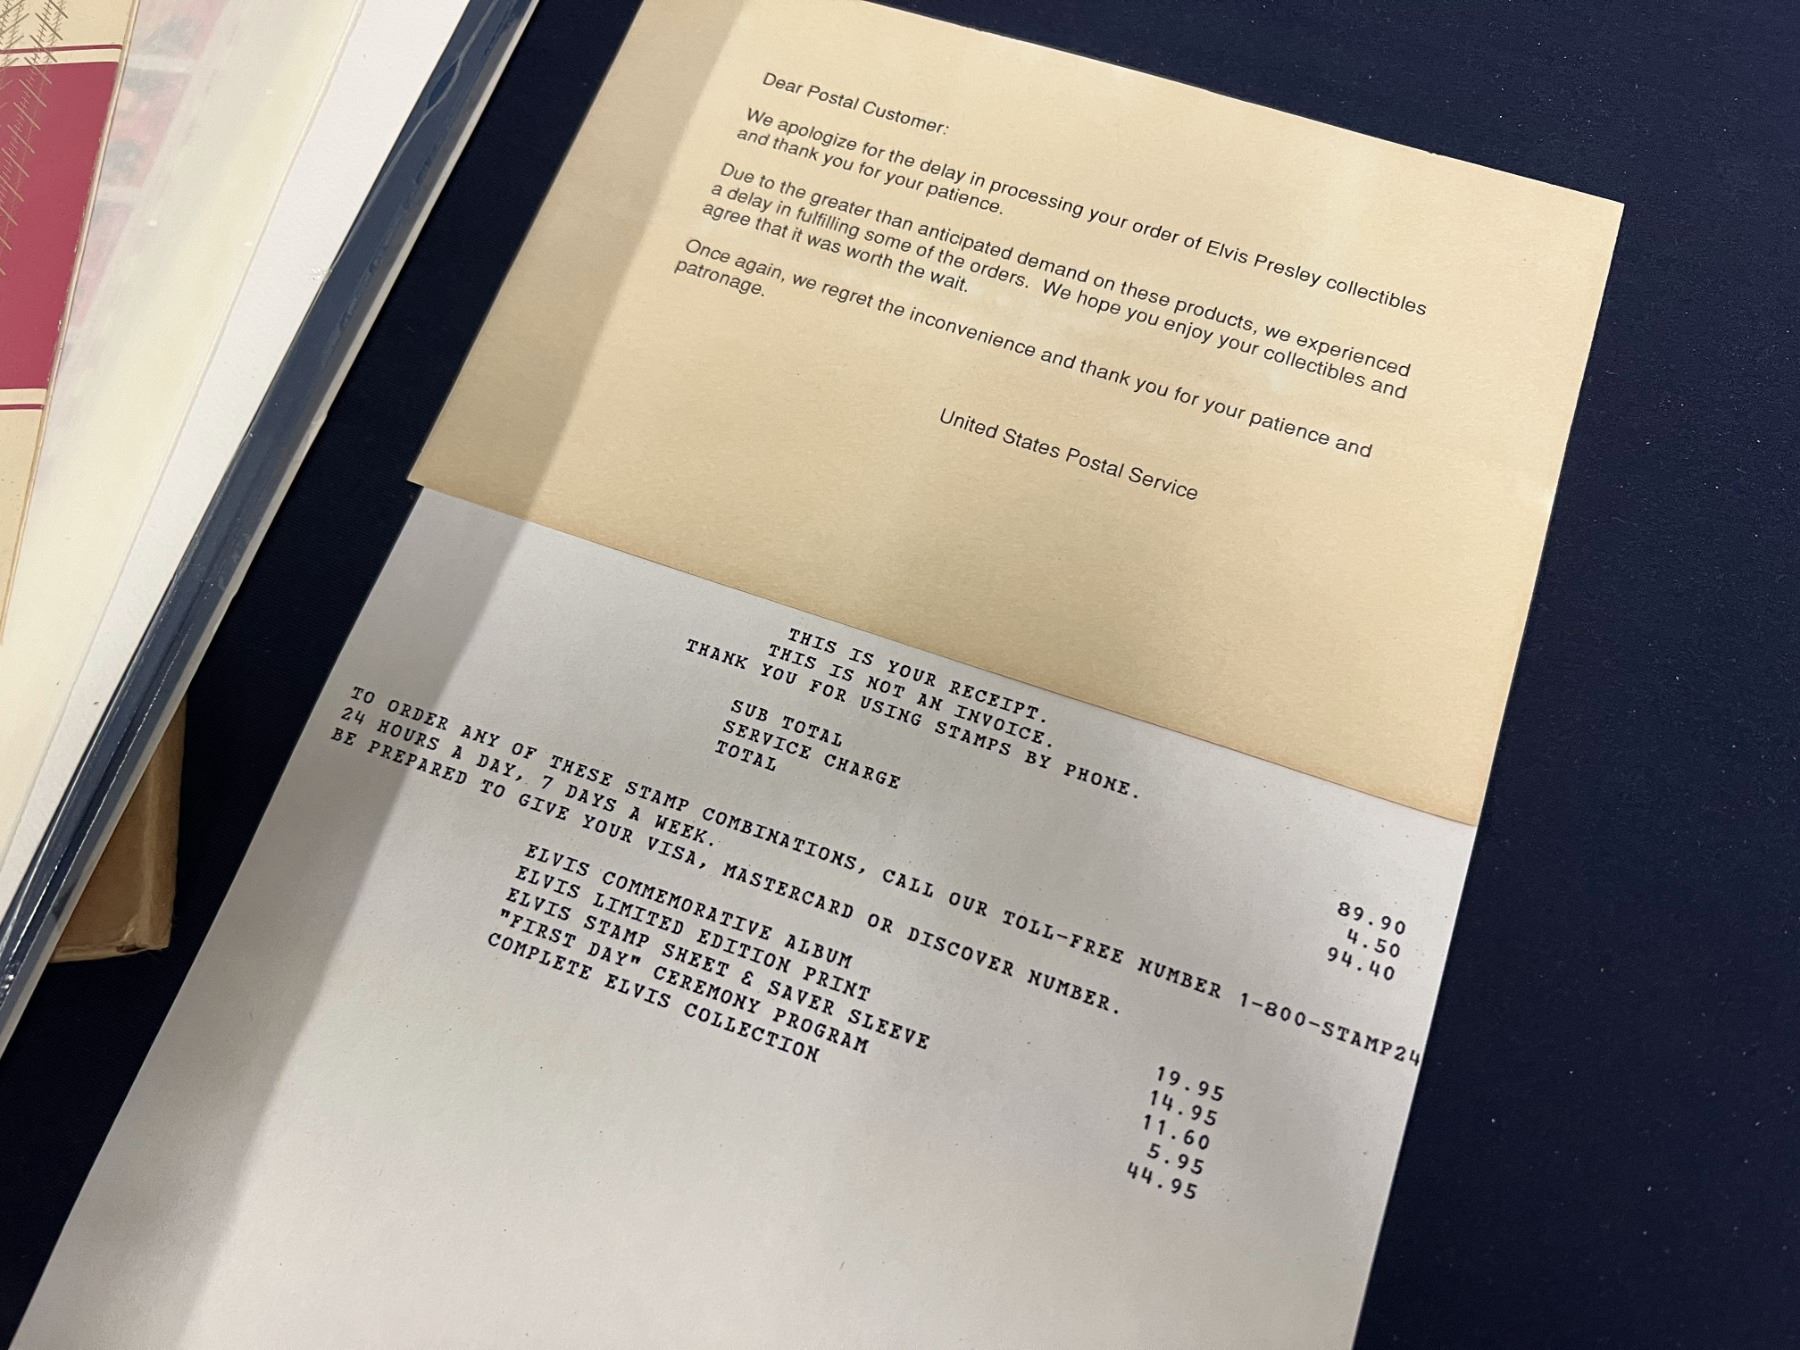 Dear Postal Customer:
We apologize for the delay in processing your order of Elvis Presley collectibles
and thank you for your patience.
Due to the greater than anticipated demand on these products, we experienced
a delay in fulfilling some of the orders. We hope you enjoy your collectibles and
agree that it was worth the wait.
Once again, we regret the inconvenience and thank you for your patience and
patronage.
United States Postal Service
THIS IS YOUR RECEIPT.
THIS IS NOT AN INVOICE.
THANK YOU FOR USING STAMPS BY PHONE.
SUB TOTAL 89.90
SERVICE CHARGE 4.50
TOTAL 94.40
TO ORDER ANY OF THESE STAMP COMBINATIONS, CALL OUR TOLL-FREE NUMBER 1-800-STAMP24
24 HOURS A DAY, 7 DAYS A WEEK.
BE PREPARED TO GIVE YOUR VISA, MASTERCARD OR DISCOVER NUMBER.
ELVIS COMMEMORATIVE ALBUM 19.95
ELVIS LIMITED EDITION PRINT 14.95
ELVIS STAMP SHEET & SAVER SLEEVE 11.60
"FIRST DAY" CEREMONY PROGRAM 5.95
COMPLETE ELVIS COLLECTION 44.95